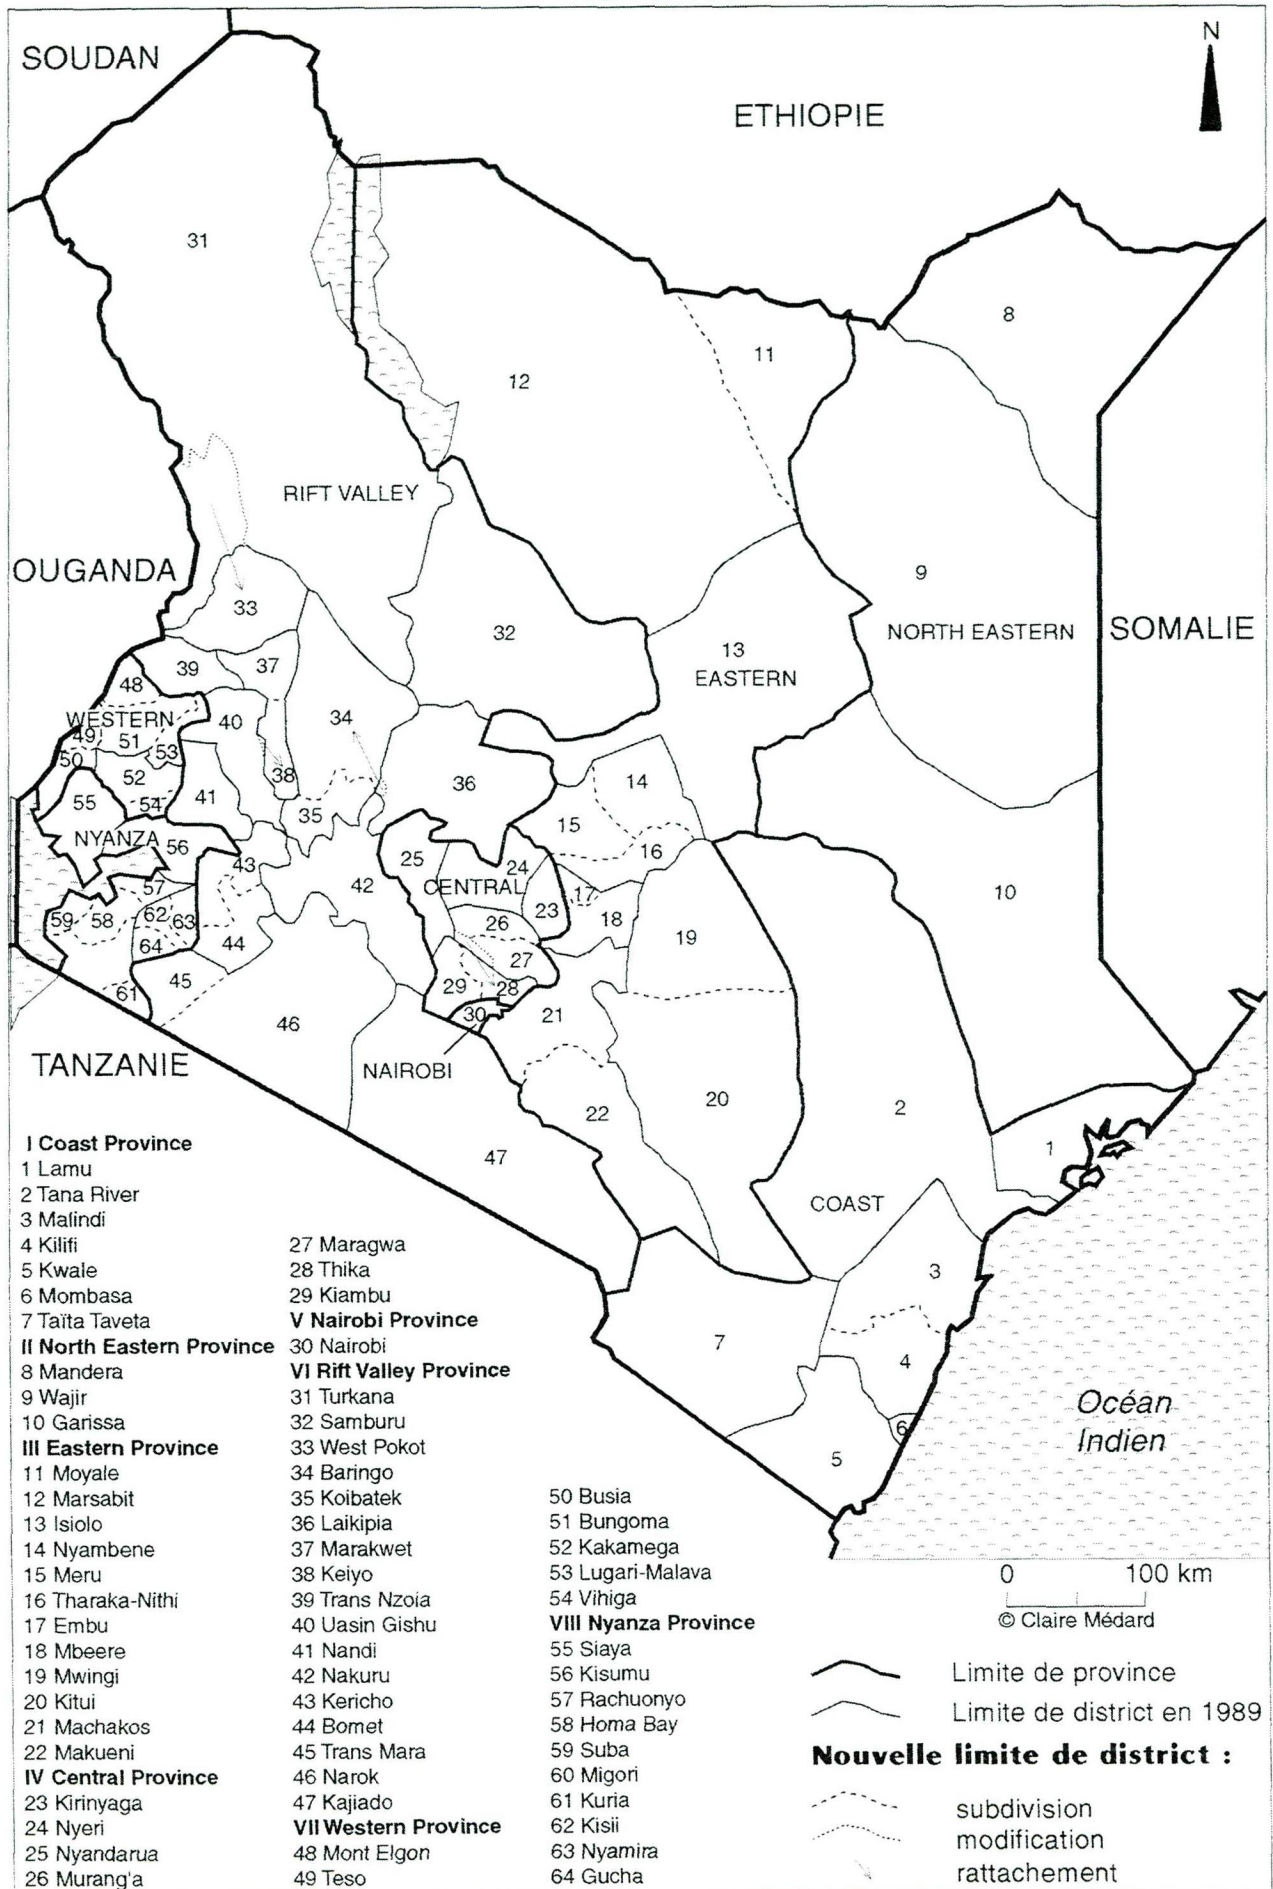 N
SOUDAN
ETHIOPIE
31
8
11
12
RIFT VALLEY
OUGANDA
9
33
NORTH EASTERN
SOMALIE
32
13
EASTERN
39
37
48
WESTERN
40
34
49
51
53
50
38
52
36
14
55
54
41
35
15
NYANZA
56
16
25
43
24
42
CENTRAL
10
57
17
59
58
62
63
23
26
18
19
64
44
27
45
29
28
61
30
21
46
TANZANIE
NAIROBI
20
2
22
1
47
COAST
3
7
4
6
5
Océan
Indien
I Coast Province
1 Lamu
2 Tana River
3 Malindi
4 Kilifi
5 Kwale
6 Mombasa
7 Taïta Taveta
II North Eastern Province
8 Mandera
9 Wajir
10 Garissa
III Eastern Province
11 Moyale
12 Marsabit
13 Isiolo
14 Nyambene
15 Meru
16 Tharaka-Nithi
17 Embu
18 Mbeere
19 Mwingi
20 Kitui
21 Machakos
22 Makueni
IV Central Province
23 Kirinyaga
24 Nyeri
25 Nyandarua
26 Murang'a
27 Maragwa
28 Thika
29 Kiambu
V Nairobi Province
30 Nairobi
VI Rift Valley Province
31 Turkana
32 Samburu
33 West Pokot
34 Baringo
35 Koibatek
36 Laikipia
37 Marakwet
38 Keiyo
39 Trans Nzoia
40 Uasin Gishu
41 Nandi
42 Nakuru
43 Kericho
44 Bomet
45 Trans Mara
46 Narok
47 Kajiado
VII Western Province
48 Mont Elgon
49 Teso
50 Busia
51 Bungoma
52 Kakamega
53 Lugari-Malava
54 Vihiga
VIII Nyanza Province
55 Siaya
56 Kisumu
57 Rachuonyo
58 Homa Bay
59 Suba
60 Migori
61 Kuria
62 Kisii
63 Nyamira
64 Gucha
0 100 km
© Claire Médard
Limite de province
Limite de district en 1989
Nouvelle limite de district :
subdivision
modification
rattachement